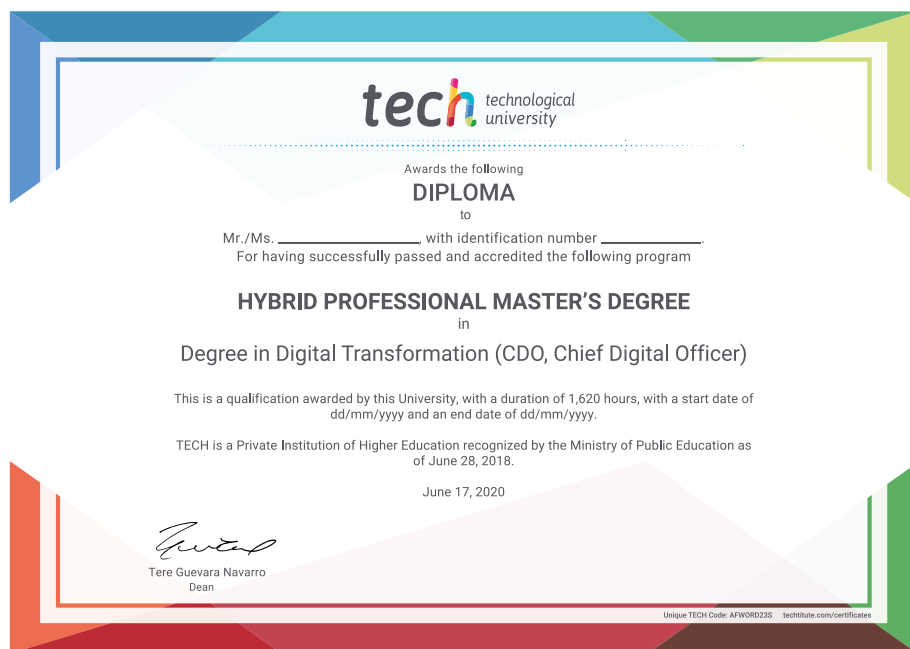 tech technological
university
Awards the following
DIPLOMA
to
Mr./Ms. ________________, with identification number ____________.
For having successfully passed and accredited the following program
HYBRID PROFESSIONAL MASTER'S DEGREE
in
Degree in Digital Transformation (CDO, Chief Digital Officer)
This is a qualification awarded by this University, with a duration of 1,620 hours, with a start date of
dd/mm/yyyy and an end date of dd/mm/yyyy.
TECH is a Private Institution of Higher Education recognized by the Ministry of Public Education as
of June 28, 2018.
June 17, 2020
Tere Guevara Navarro
Dean
Unique TECH Code: AFWORD23S techtitute.com/certificates